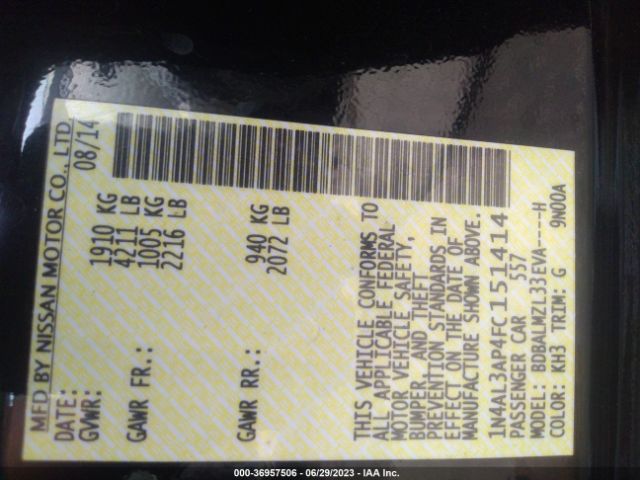 MFD BY NISSAN MOTOR CO., LTD.
DATE: 08/14
GVWR: 1910 KG
4211 LB
GAWR FR.: 1005 KG
2216 LB
GAWR RR.: 940 KG
2072 LB
THIS VEHICLE CONFORMS TO
ALL APPLICABLE FEDERAL
MOTOR VEHICLE SAFETY,
BUMPER, AND THEFT
PREVENTION STANDARDS IN
EFFECT ON THE DATE OF
MANUFACTURE SHOWN ABOVE.
1N4AL3AP4FC151414
PASSENGER CAR 557
MODEL: BDBALMZL33EVA----H
COLOR: KH3 TRIM: G 9N00A
000-36957506 - 06/29/2023 - IAA Inc.